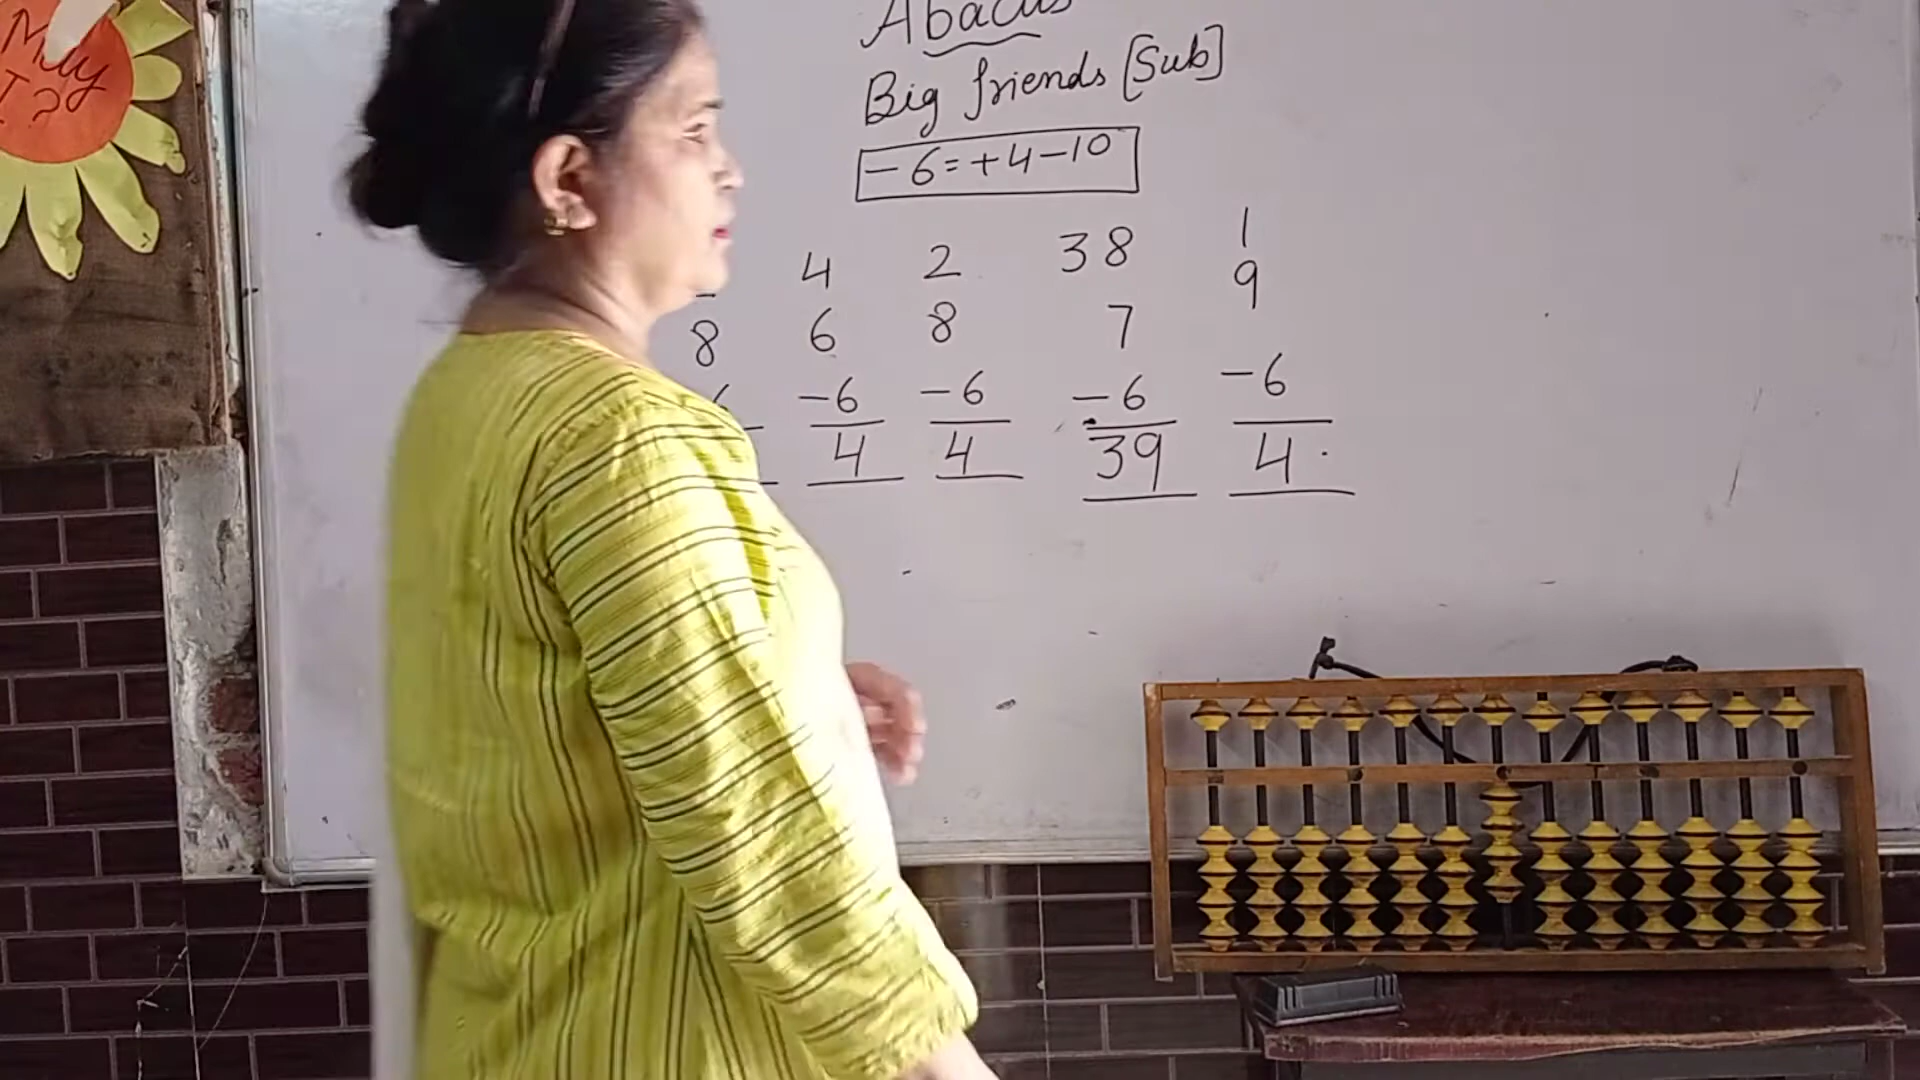 May
I?
Abacus
Big friends [Sub]
-6=+4-10
4 2 38 1
9
8 6 8 7
-6 -6 -6 -6
4 4 39 4